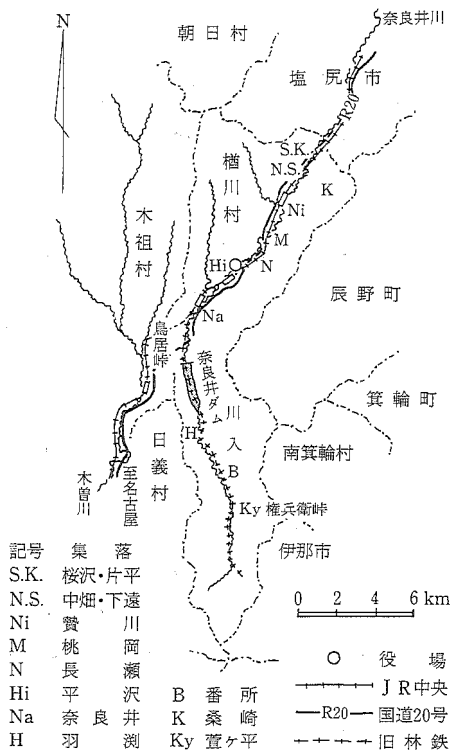 N
奈良井川
朝日村
塩尻市
R20
S.K.
N.S.
K
楢川村
Ni
木祖村
M
Hi
N
辰野町
Na
鳥居峠
奈良井ダム
箕輪町
川入
日義村
H
南箕輪村
B
木曽川
至名古屋
Ky 権兵衛峠
伊那市
記号 集落
S.K. 桜沢・片平
N.S. 中畑・下遠
Ni 贄川
M 桃岡
N 長瀬
Hi 平沢
Na 奈良井
H 羽渕
B 番所
K 桑崎
Ky 萱ヶ平
0 2 4 6 km
役場
JR中央
R20 国道20号
旧林鉄